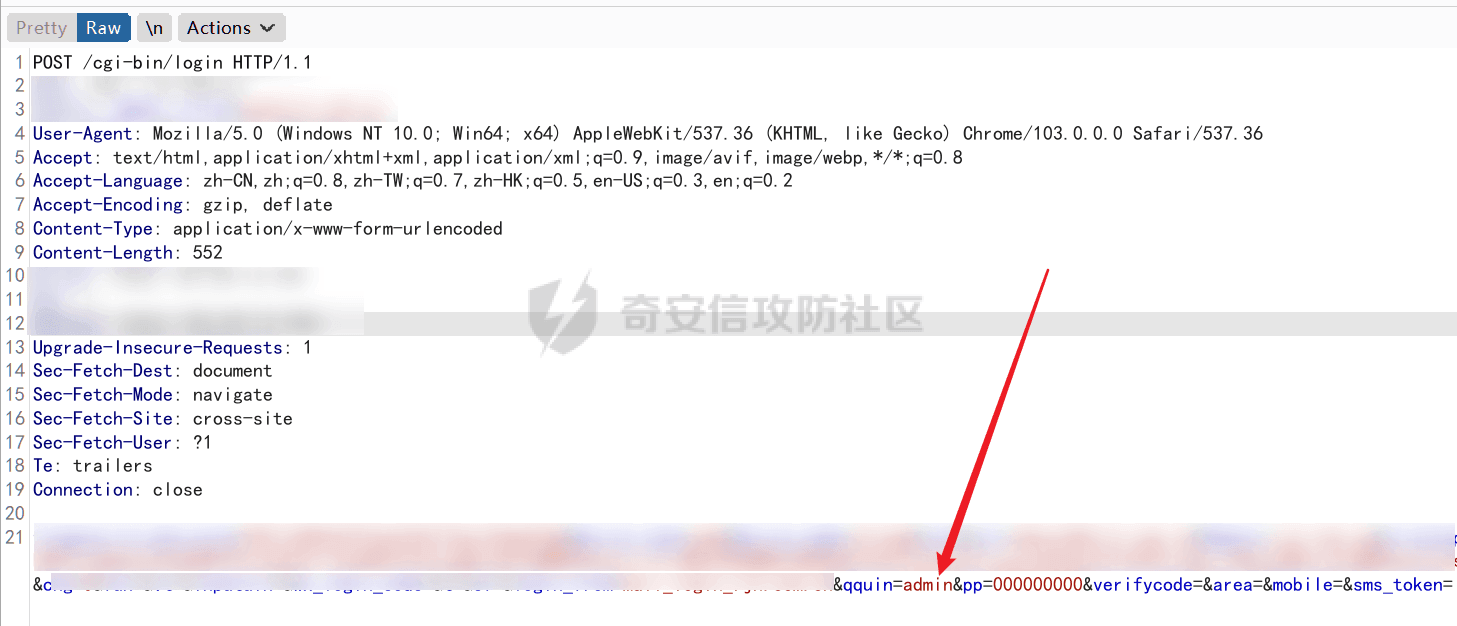 Pretty Raw \n Actions
1 POST /cgi-bin/login HTTP/1.1
2
3
4 User-Agent: Mozilla/5.0 (Windows NT 10.0; Win64; x64) AppleWebKit/537.36 (KHTML, like Gecko) Chrome/103.0.0.0 Safari/537.36
5 Accept: text/html,application/xhtml+xml,application/xml;q=0.9,image/avif,image/webp,*/*;q=0.8
6 Accept-Language: zh-CN,zh;q=0.8,zh-TW;q=0.7,zh-HK;q=0.5,en-US;q=0.3,en;q=0.2
7 Accept-Encoding: gzip, deflate
8 Content-Type: application/x-www-form-urlencoded
9 Content-Length: 552
10
11
12
奇安信攻防社区
13 Upgrade-Insecure-Requests: 1
14 Sec-Fetch-Dest: document
15 Sec-Fetch-Mode: navigate
16 Sec-Fetch-Site: cross-site
17 Sec-Fetch-User: ?1
18 Te: trailers
19 Connection: close
20
21
&qquin=admin&pp=000000000&verifycode=&area=&mobile=&sms_token=